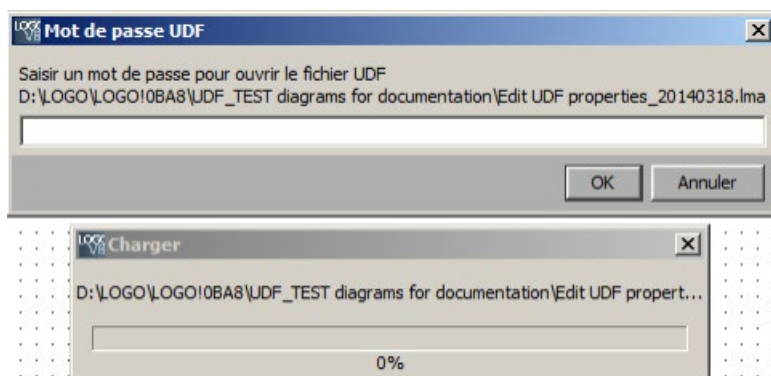 Mot de passe UDF
Saisir un mot de passe pour ouvrir le fichier UDF
D:\LOGO\LOGO!0BA8\UDF_TEST diagrams for documentation\Edit UDF properties_20140318.lma
OK Annuler
Charger
D:\LOGO\LOGO!0BA8\UDF_TEST diagrams for documentation\Edit UDF propert...
0%